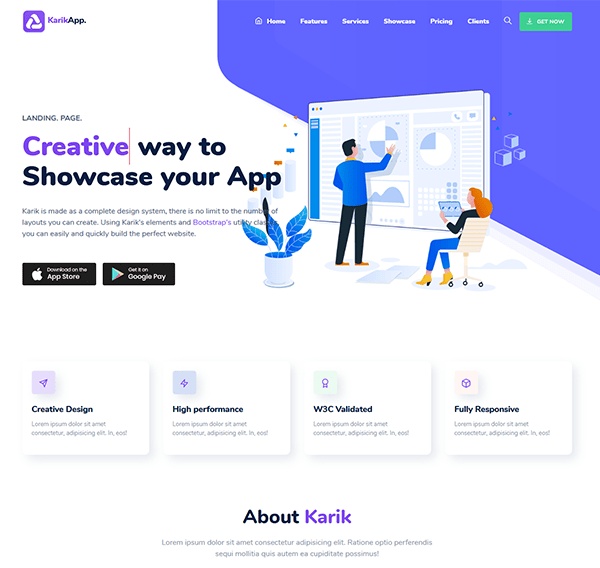 KarikApp.
Home Features Services Showcase Pricing Clients GET NOW
LANDING. PAGE.
Creative way to
Showcase your App
Karik is made as a complete design system, there is no limit to the number of
layouts you can create. Using Karik's elements and Bootstrap's utility classes,
you can easily and quickly build the perfect website.
Download on the
App Store
Get it on
Google Pay
Creative Design
Lorem ipsum dolor sit amet
consectetur, adipisicing elit. In, eos!
High performance
Lorem ipsum dolor sit amet
consectetur, adipisicing elit. In, eos!
W3C Validated
Lorem ipsum dolor sit amet
consectetur, adipisicing elit. In, eos!
Fully Responsive
Lorem ipsum dolor sit amet
consectetur, adipisicing elit. In, eos!
About Karik
Lorem ipsum dolor sit amet consectetur adipisicing elit. Ratione optio perferendis
sequi mollitia quis autem ea cupiditate possimus!